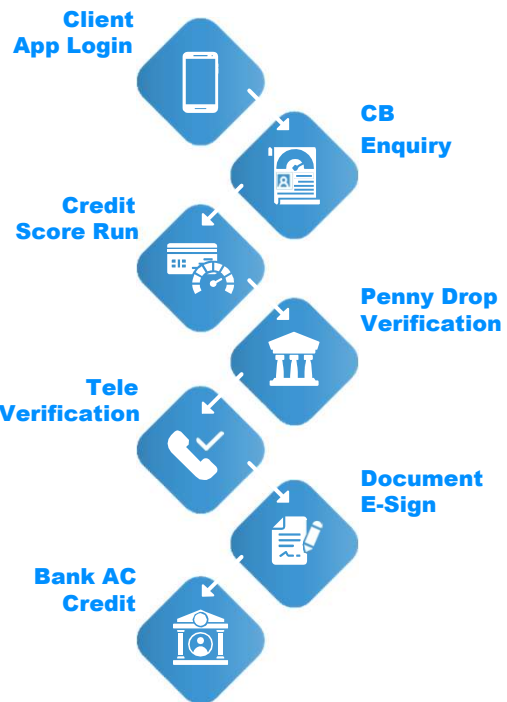 Client
App Login
CB
Enquiry
Credit
Score Run
Penny Drop
Verification
Tele
Verification
Document
E-Sign
Bank AC
Credit